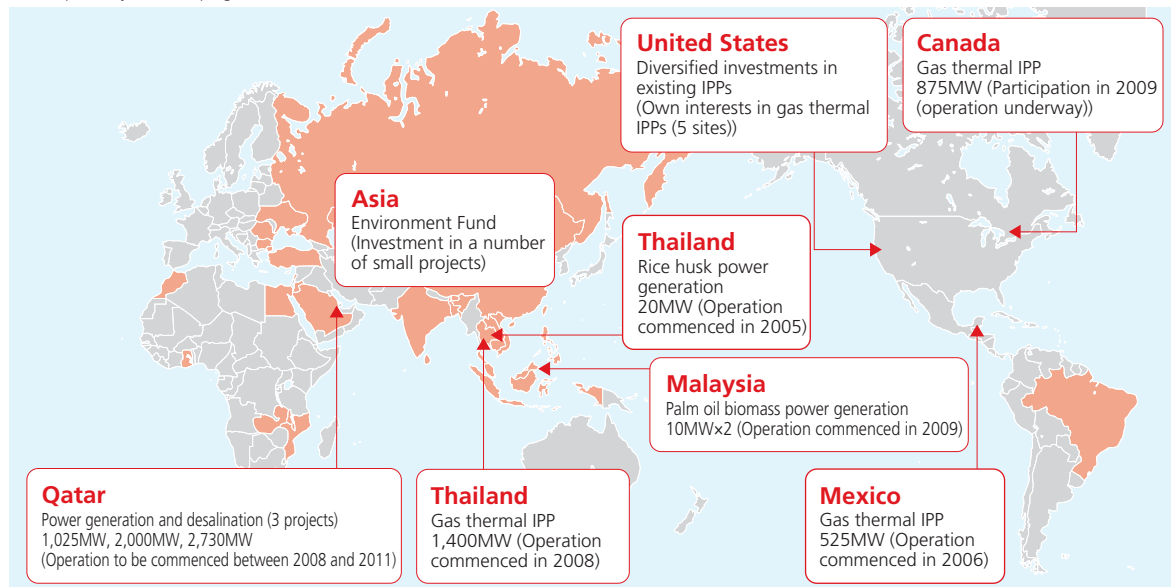 United States
Diversified investments in
existing IPPs
(Own interests in gas thermal
IPPs (5 sites))
Canada
Gas thermal IPP
875MW (Participation in 2009
(operation underway))
Asia
Environment Fund
(Investment in a number
of small projects)
Thailand
Rice husk power
generation
20MW (Operation
commenced in 2005)
Malaysia
Palm oil biomass power generation
10MW×2 (Operation commenced in 2009)
Qatar
Power generation and desalination (3 projects)
1,025MW, 2,000MW, 2,730MW
(Operation to be commenced between 2008 and 2011)
Thailand
Gas thermal IPP
1,400MW (Operation
commenced in 2008)
Mexico
Gas thermal IPP
525MW (Operation
commenced in 2006)